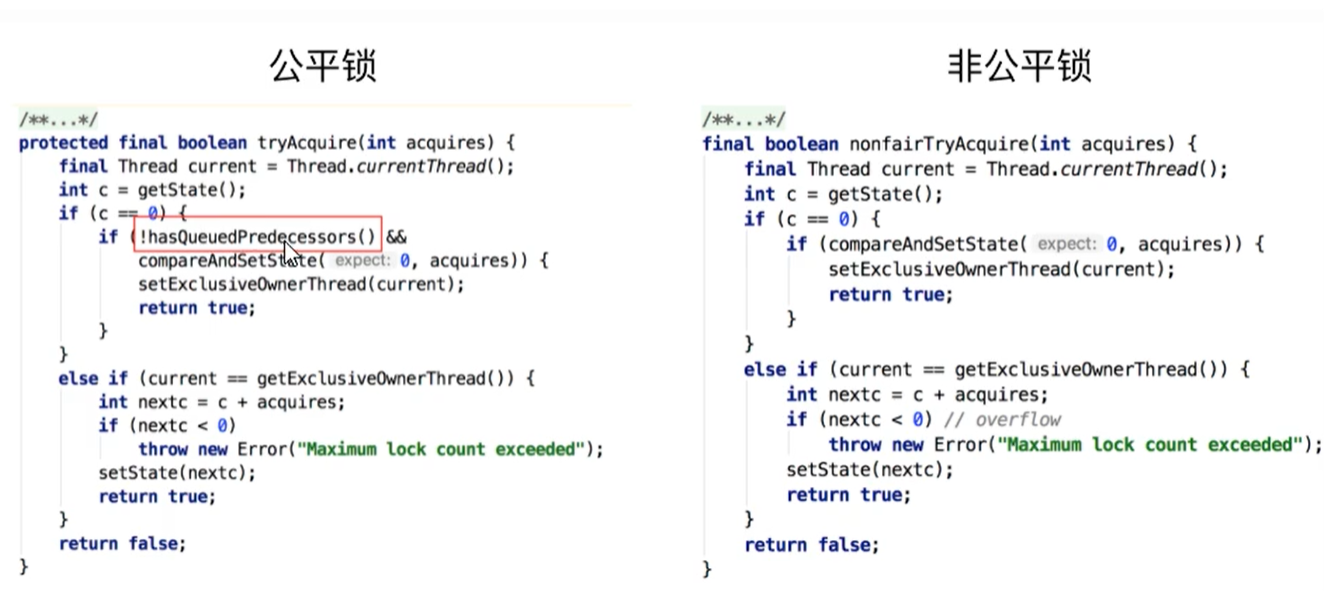 公平锁
/**...*/
protected final boolean tryAcquire(int acquires) {
final Thread current = Thread.currentThread();
int c = getState();
if (c == 0) {
if (!hasQueuedPredecessors() &&
compareAndSetState( expect: 0, acquires)) {
setExclusiveOwnerThread(current);
return true;
}
}
else if (current == getExclusiveOwnerThread()) {
int nextc = c + acquires;
if (nextc < 0)
throw new Error("Maximum lock count exceeded");
setState(nextc);
return true;
}
return false;
}
非公平锁
/**...*/
final boolean nonfairTryAcquire(int acquires) {
final Thread current = Thread.currentThread();
int c = getState();
if (c == 0) {
if (compareAndSetState( expect: 0, acquires)) {
setExclusiveOwnerThread(current);
return true;
}
}
else if (current == getExclusiveOwnerThread()) {
int nextc = c + acquires;
if (nextc < 0) // overflow
throw new Error("Maximum lock count exceeded");
setState(nextc);
return true;
}
return false;
}